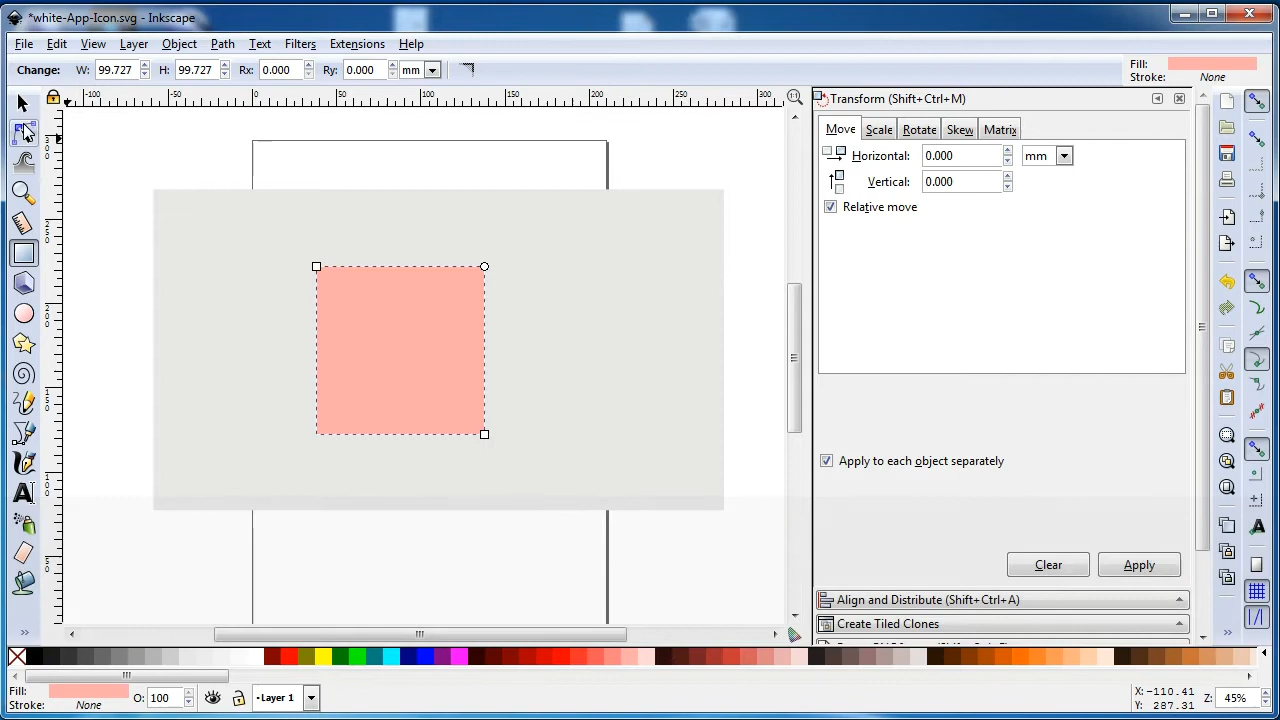 *white-App-Icon.svg - Inkscape
File Edit View Layer Object Path Text Filters Extensions Help
Change: W: 99.727 H: 99.727 Rx: 0.000 Ry: 0.000 mm
Fill:
Stroke: None
-100 -50 0 50 100 150 200 250 300
Transform (Shift+Ctrl+M)
Move Scale Rotate Skew Matrix
Horizontal: 0.000 mm
Vertical: 0.000
Relative move
Apply to each object separately
Clear Apply
Align and Distribute (Shift+Ctrl+A)
Create Tiled Clones
Fill:
Stroke: None
O: 100
Layer 1
X: -110.41
Y: 287.31
Z: 45%